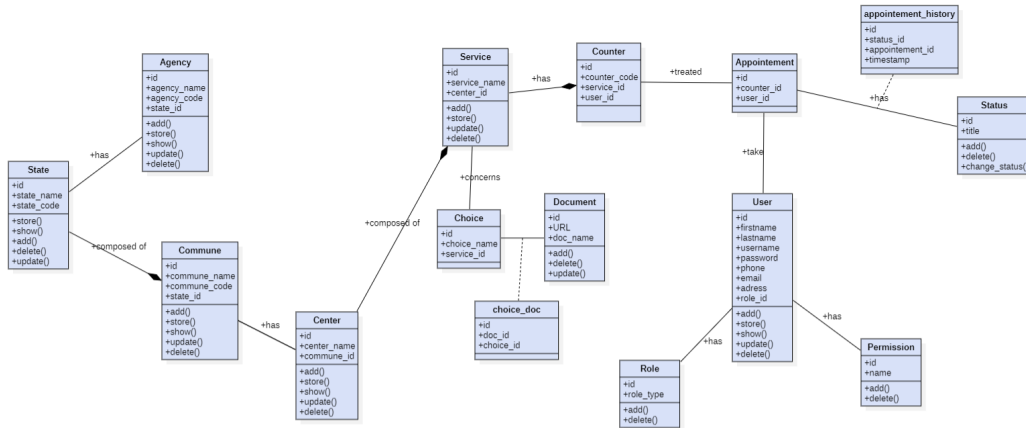 appointement_history
+id
+status_id
+appointement_id
+timestamp
Agency
+id
+agency_name
+agency_code
+state_id
+add()
+store()
+show()
+update()
+delete()
Service
+id
+service_name
+center_id
+add()
+store()
+update()
+delete()
+has
Counter
+id
+counter_code
+service_id
+user_id
+treated
Appointement
+id
+counter_id
+user_id
+has
Status
+id
+title
+add()
+delete()
+change_status()
+has
State
+id
+state_name
+state_code
+store()
+show()
+add()
+delete()
+update()
+composed of
Commune
+id
+commune_name
+commune_code
+state_id
+add()
+store()
+show()
+update()
+delete()
+has
Center
+id
+center_name
+commune_id
+add()
+store()
+show()
+update()
+delete()
+composed of
+concerns
Choice
+id
+choice_name
+service_id
Document
+id
+URL
+doc_name
+add()
+delete()
+update()
choice_doc
+id
+doc_id
+choice_id
+take
User
+id
+firstname
+lastname
+username
+password
+phone
+email
+adress
+role_id
+add()
+store()
+show()
+update()
+delete()
+has
Role
+id
+role_type
+add()
+delete()
+has
Permission
+id
+name
+add()
+delete()